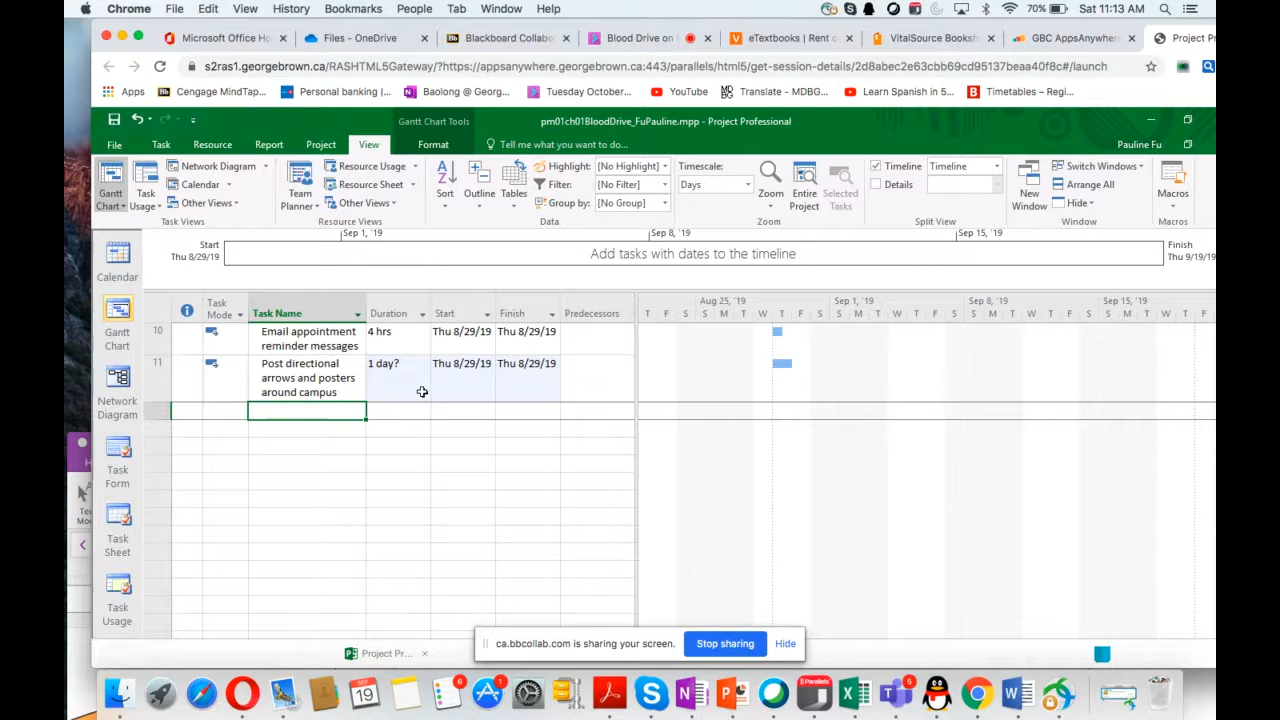 Chrome File Edit View History Bookmarks People Tab Window Help 70% Sat 11:13 AM
Microsoft Office Ho × Files - OneDrive × Bb Blackboard Collabo × Blood Drive on × eTextbooks | Rent o × VitalSource Booksh × GBC AppsAnywhere × Project Pr
s2ras1.georgebrown.ca/RASHTML5Gateway/?https://appsanywhere.georgebrown.ca:443/parallels/html5/get-session-details/2d8abec2e63cbb69cd95137beaa40f8c#/launch
Apps Bb Cengage MindTap... Personal banking |... Baolong @ Georg... Tuesday October... YouTube Translate - MDBG... Learn Spanish in 5... B Timetables – Regi...
Gantt Chart Tools pm01ch01BloodDrive_FuPauline.mpp - Project Professional
File Task Resource Report Project View Format Tell me what you want to do... Pauline Fu
Gantt Chart Task Usage Network Diagram Calendar Other Views Task Views
Team Planner Resource Usage Resource Sheet Other Views Resource Views
Sort Outline Tables Highlight: [No Highlight] Filter: [No Filter] Group by: [No Group] Data
Timescale: Days Zoom Entire Project Selected Tasks Zoom
Timeline Timeline Details Split View
New Window Switch Windows Arrange All Hide Window
Macros Macros
Sep 1, '19 Sep 8, '19 Sep 15, '19
Start
Thu 8/29/19
Add tasks with dates to the timeline
Finish
Thu 9/19/19
Calendar
Gantt
Chart
Network
Diagram
Task
Form
Task
Sheet
Task
Usage
Task Mode Task Name Duration Start Finish Predecessors
Aug 25, '19 Sep 1, '19 Sep 8, '19 Sep 15, '19
T F S S M T W T F S S M T W T F S S M T W T F S S M T W T F
10 Email appointment reminder messages 4 hrs Thu 8/29/19 Thu 8/29/19
11 Post directional arrows and posters around campus 1 day? Thu 8/29/19 Thu 8/29/19
ca.bbcollab.com is sharing your screen. Stop sharing Hide
Project Pr... ×
6 SEP 19 1 Parallels 5